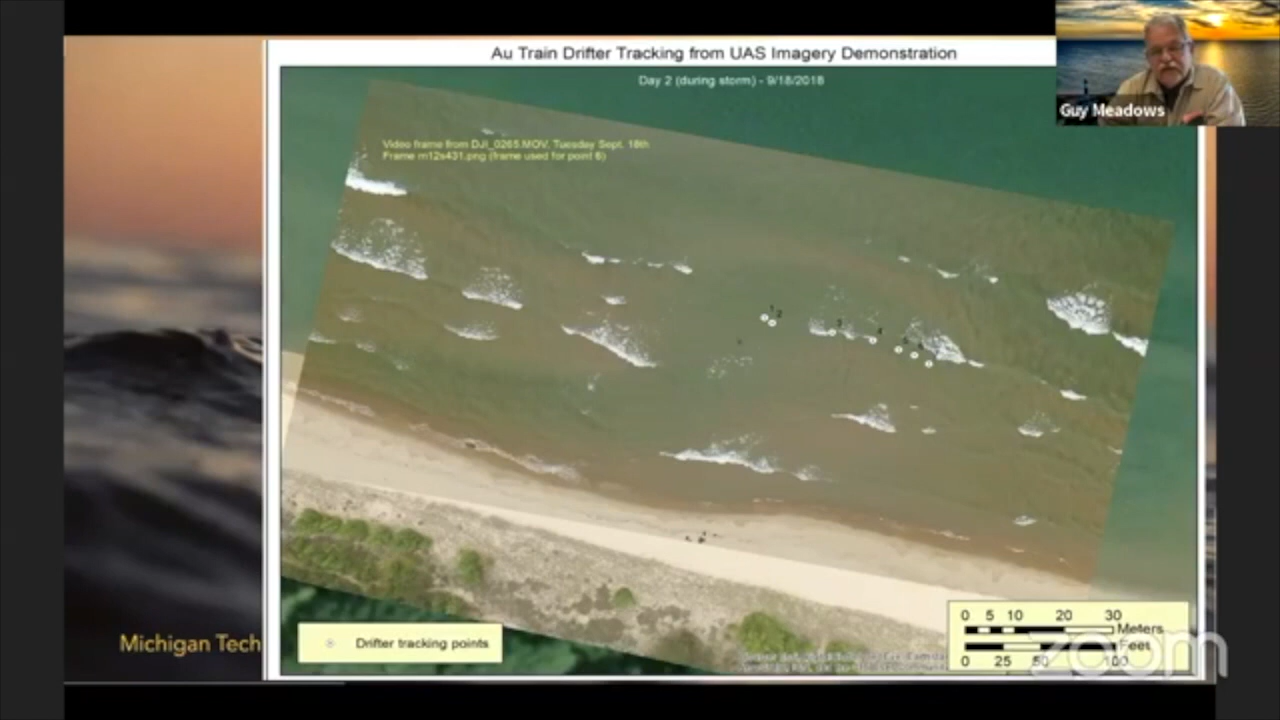 Au Train Drifter Tracking from UAS Imagery Demonstration
Day 2 (during storm) - 9/18/2018
Guy Meadows
Video frame from DJI_0265.MOV, Tuesday Sept. 18th
Frame m12s431.png (frame used for point 6)
1
2
Michigan Tech
Drifter tracking points
0 5 10 20 30
Meters
Feet
0 25 50 100
zoom